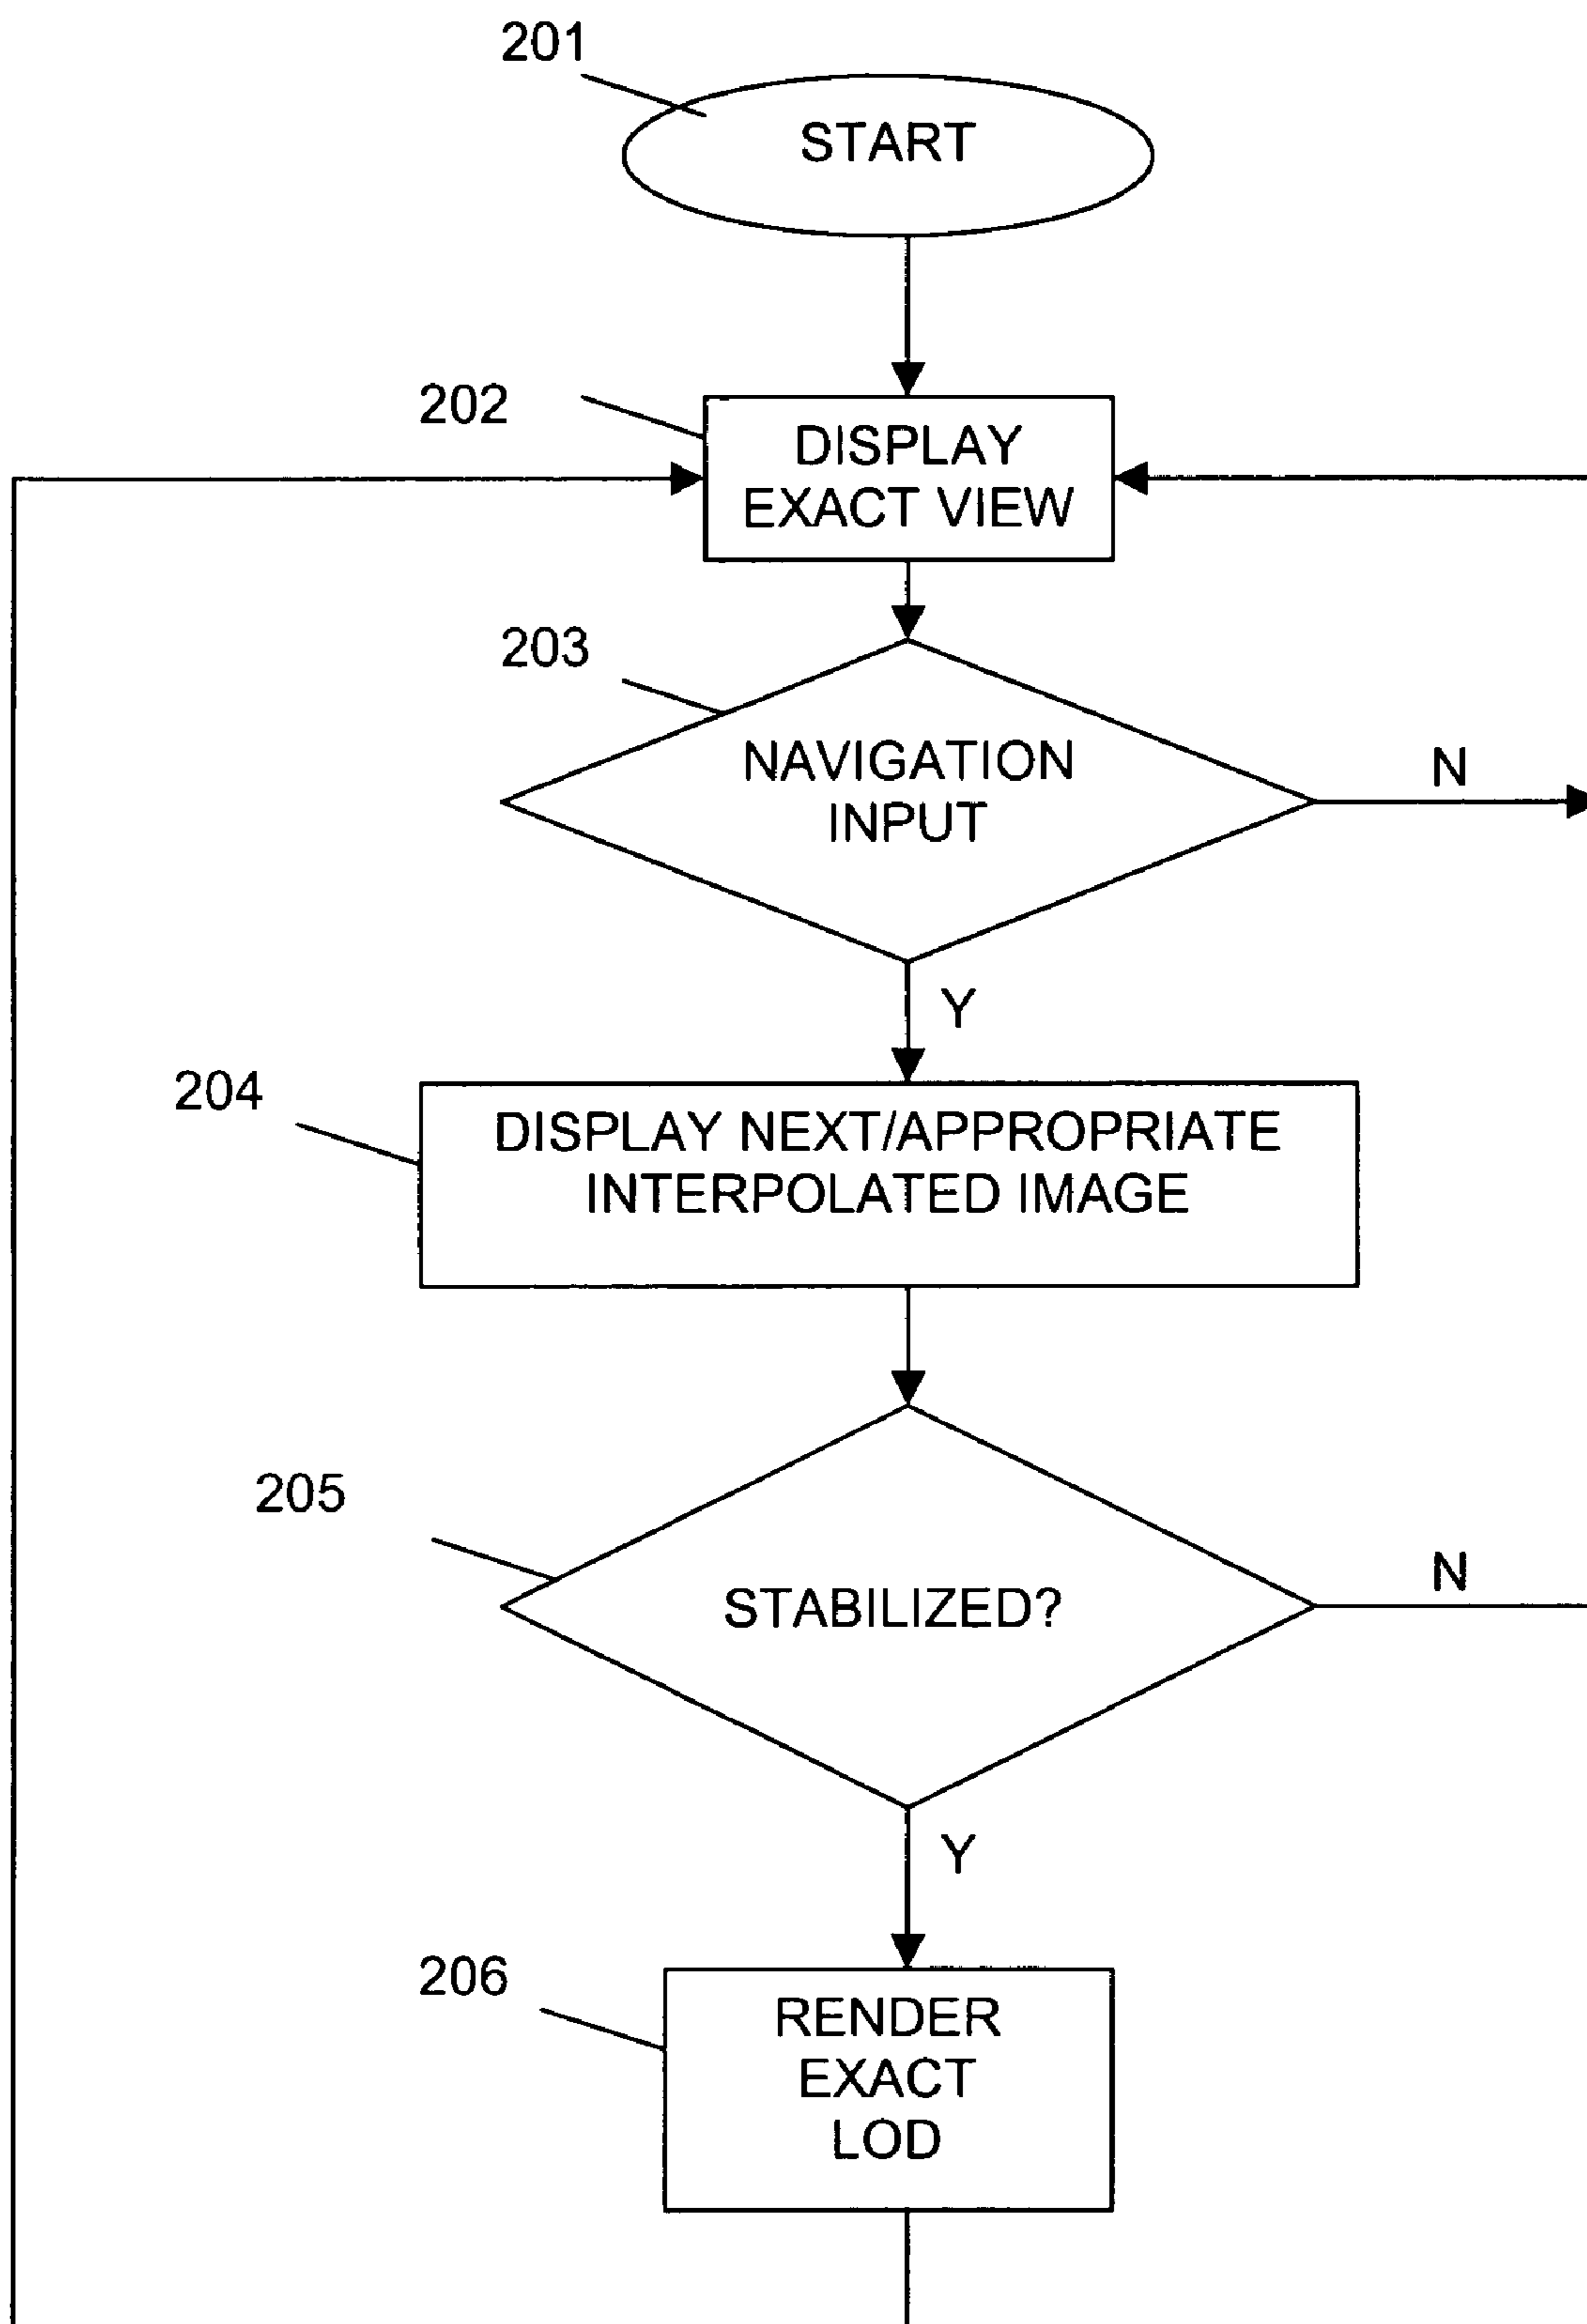 201
START
202
DISPLAY
EXACT VIEW
203
NAVIGATION
INPUT
N
Y
204
DISPLAY NEXT/APPROPRIATE
INTERPOLATED IMAGE
205
STABILIZED?
N
Y
206
RENDER
EXACT
LOD